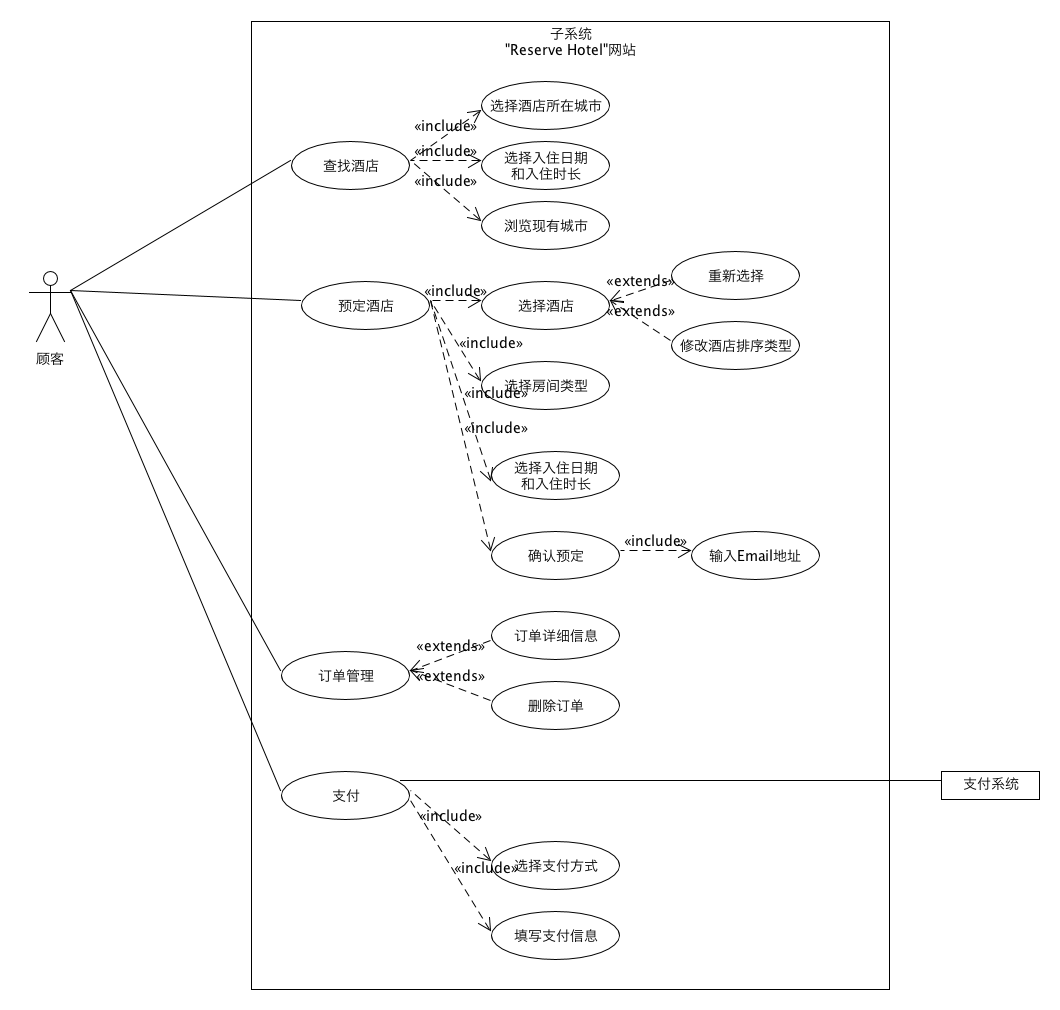 子系统
"Reserve Hotel"网站
选择酒店所在城市
«include»
查找酒店
«include»
选择入住日期
和入住时长
«include»
浏览现有城市
顾客
预定酒店
«include»
选择酒店
«extends»
重新选择
«extends»
修改酒店排序类型
«include»
选择房间类型
«include»
«include»
选择入住日期
和入住时长
确认预定
«include»
输入Email地址
订单管理
«extends»
订单详细信息
«extends»
删除订单
支付
支付系统
«include»
选择支付方式
«include»
填写支付信息